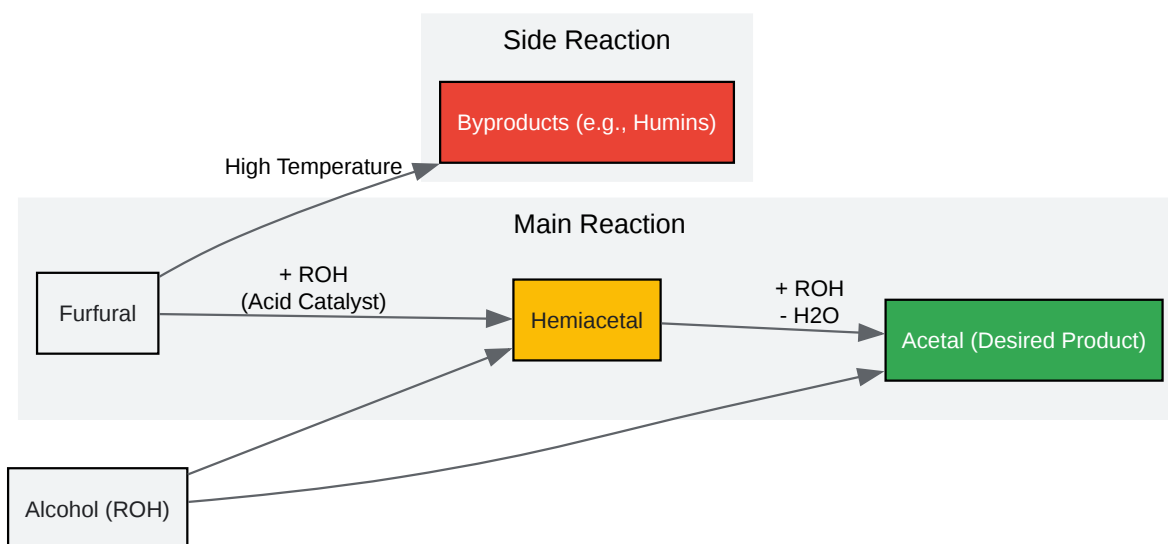 Side Reaction
Byproducts (e.g., Humins)
High Temperature
Main Reaction
+ ROH
(Acid Catalyst)
+ ROH
- H2O
Furfural
Hemiacetal
Acetal (Desired Product)
Alcohol (ROH)